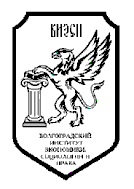 ВИЭСП
ВОЛГОГРАДСКИЙ
ИНСТИТУТ
ЭКОНОМИКИ,
СОЦИОЛОГИИ И
ПРАВА